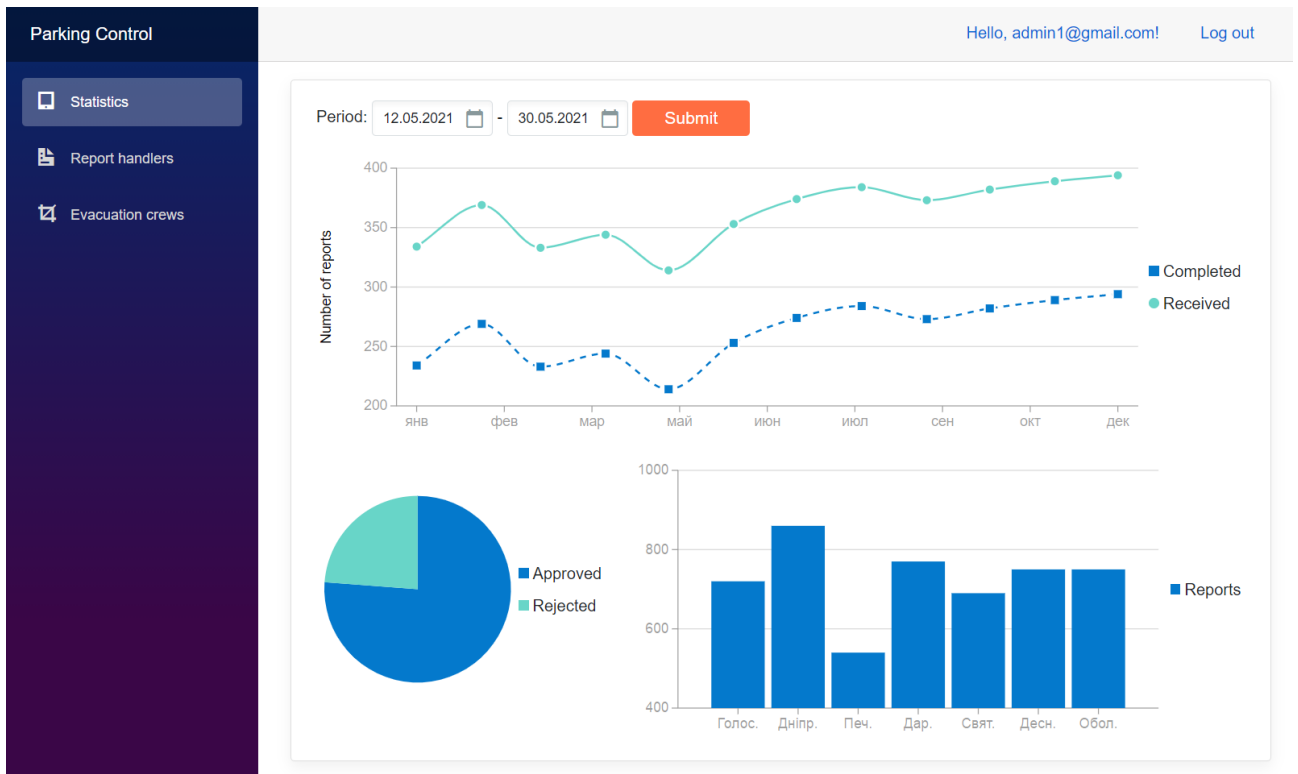 Parking Control
Hello, admin1@gmail.com!
Log out
Statistics
Report handlers
Evacuation crews
Period: 12.05.2021 - 30.05.2021 Submit
Number of reports
400
350
300
250
200
янв фев мар май июн июл сен окт дек
Completed
Received
Approved
Rejected
1000
800
600
400
Голос. Дніпр. Печ. Дар. Свят. Десн. Обол.
Reports